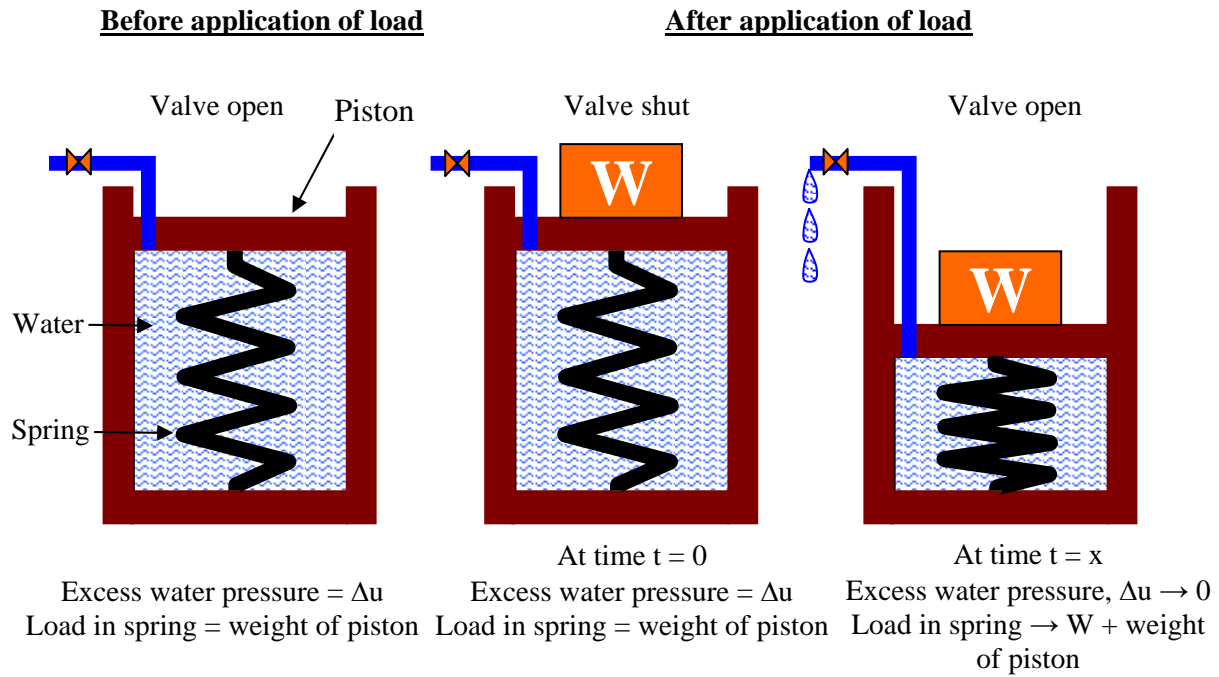 Before application of load
After application of load
Valve open
Piston
Valve shut
Valve open
W
W
Water
Spring
At time t = 0
At time t = x
Excess water pressure = Δu
Load in spring = weight of piston
Excess water pressure = Δu
Load in spring = weight of piston
Excess water pressure, Δu → 0
Load in spring → W + weight
of piston